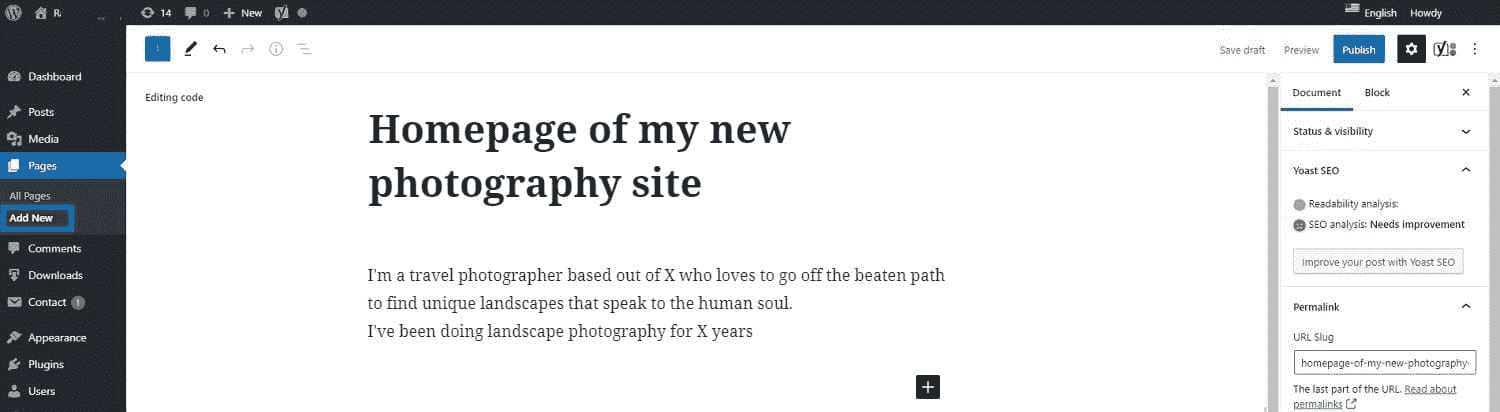 14 0 New
English Howdy
Save draft Preview Publish
Dashboard
Posts
Media
Pages
All Pages
Add New
Comments
Downloads
Contact 1
Appearance
Plugins
Users
Editing code
Homepage of my new
photography site
I'm a travel photographer based out of X who loves to go off the beaten path
to find unique landscapes that speak to the human soul.
I've been doing landscape photography for X years
Document Block
Status & visibility
Yoast SEO
Readability analysis:
SEO analysis: Needs improvement
Improve your post with Yoast SEO
Permalink
URL Slug
homepage-of-my-new-photography-
The last part of the URL. Read about
permalinks